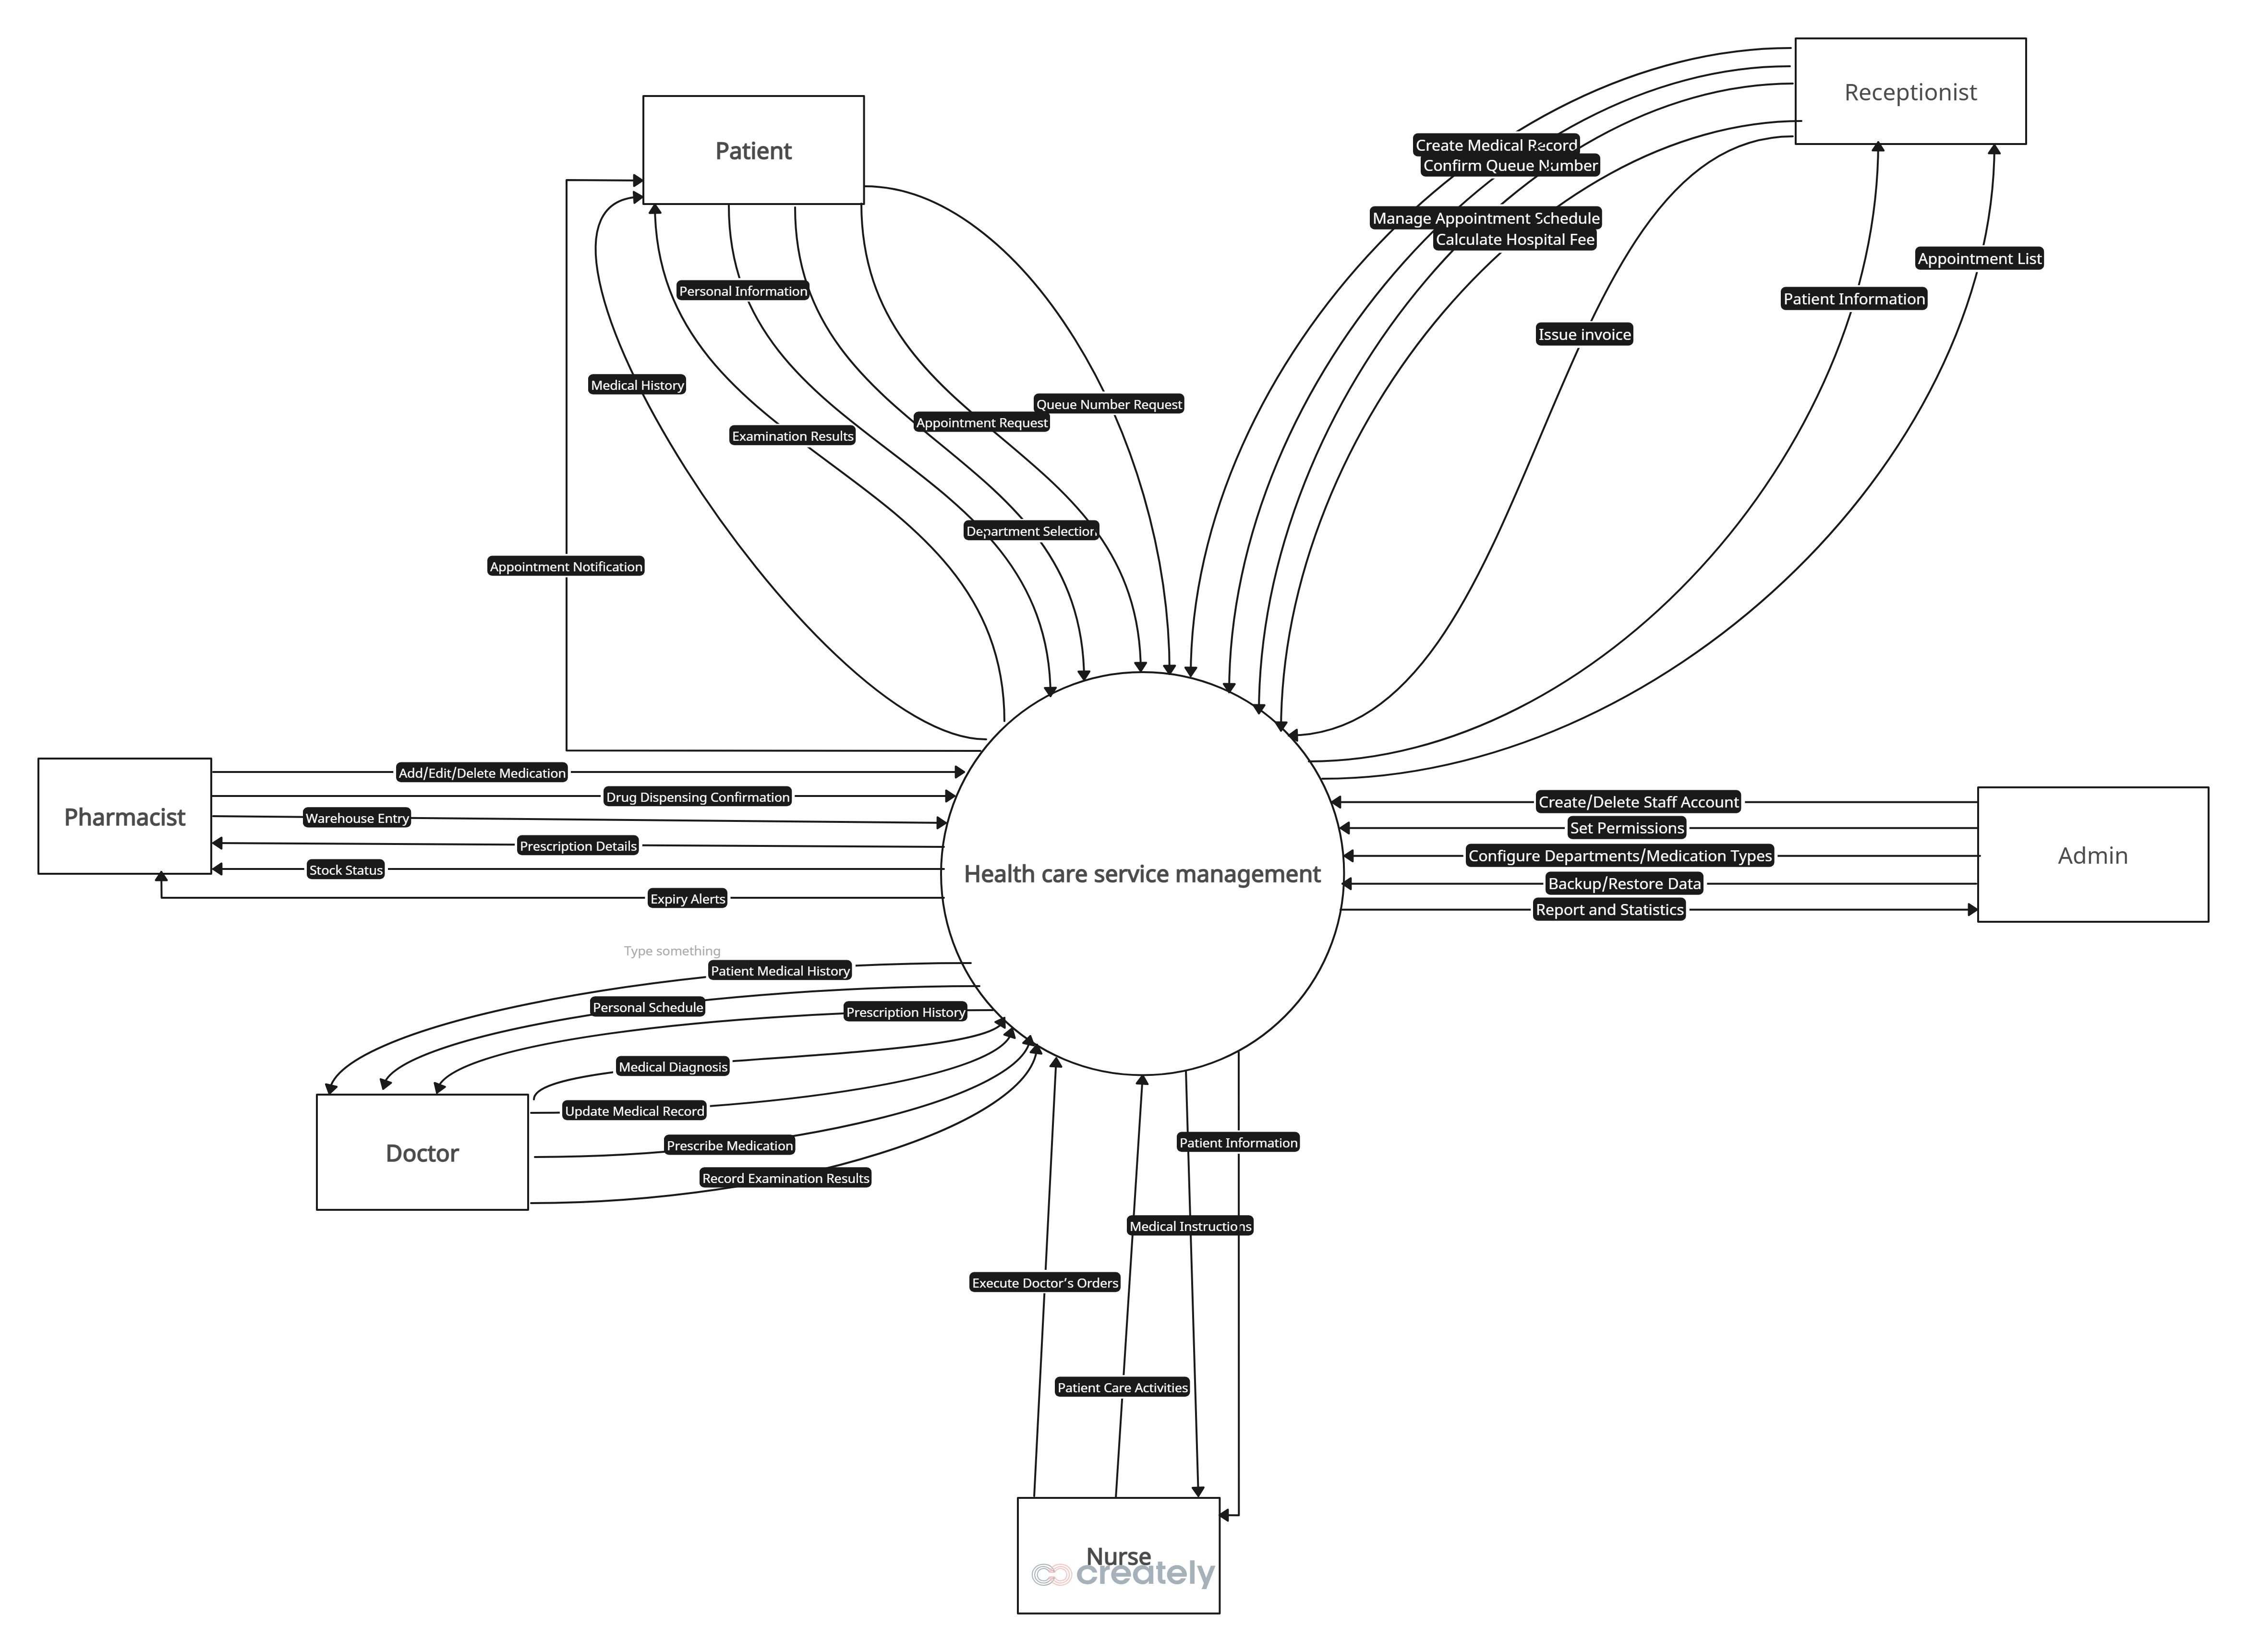 Receptionist
Patient
Create Medical Record
Confirm Queue Number
Manage Appointment Schedule
Calculate Hospital Fee
Appointment List
Personal Information
Patient Information
Issue invoice
Medical History
Queue Number Request
Appointment Request
Examination Results
Department Selection
Appointment Notification
Add/Edit/Delete Medication
Drug Dispensing Confirmation
Pharmacist
Warehouse Entry
Prescription Details
Stock Status
Expiry Alerts
Health care service management
Create/Delete Staff Account
Set Permissions
Configure Departments/Medication Types
Admin
Backup/Restore Data
Report and Statistics
Type something
Patient Medical History
Personal Schedule
Prescription History
Medical Diagnosis
Update Medical Record
Doctor
Prescribe Medication
Record Examination Results
Patient Information
Medical Instructions
Execute Doctor’s Orders
Patient Care Activities
Nurse
creately